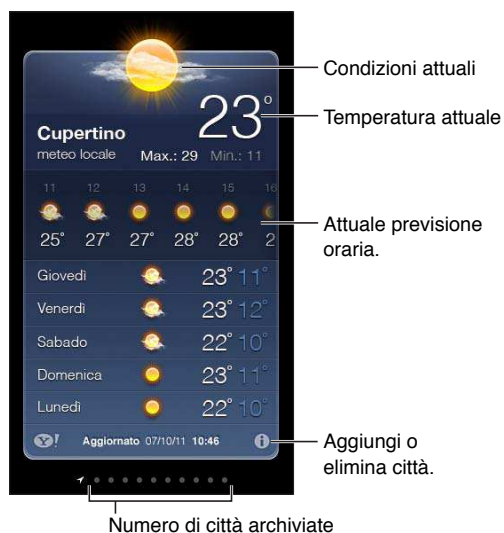 Condizioni attuali
23°
Temperatura attuale
Cupertino
meteo locale Max.: 29 Min.: 11
11 12 13 14 15 16
25° 27° 27° 28° 28° 2
Attuale previsione
oraria.
Giovedì 23° 11°
Venerdì 23° 12°
Sabado 22° 10°
Domenica 23° 11°
Lunedì 22° 10°
Y! Aggiornato 07/10/11 10:46 i
Aggiungi o
elimina città.
Numero di città archiviate